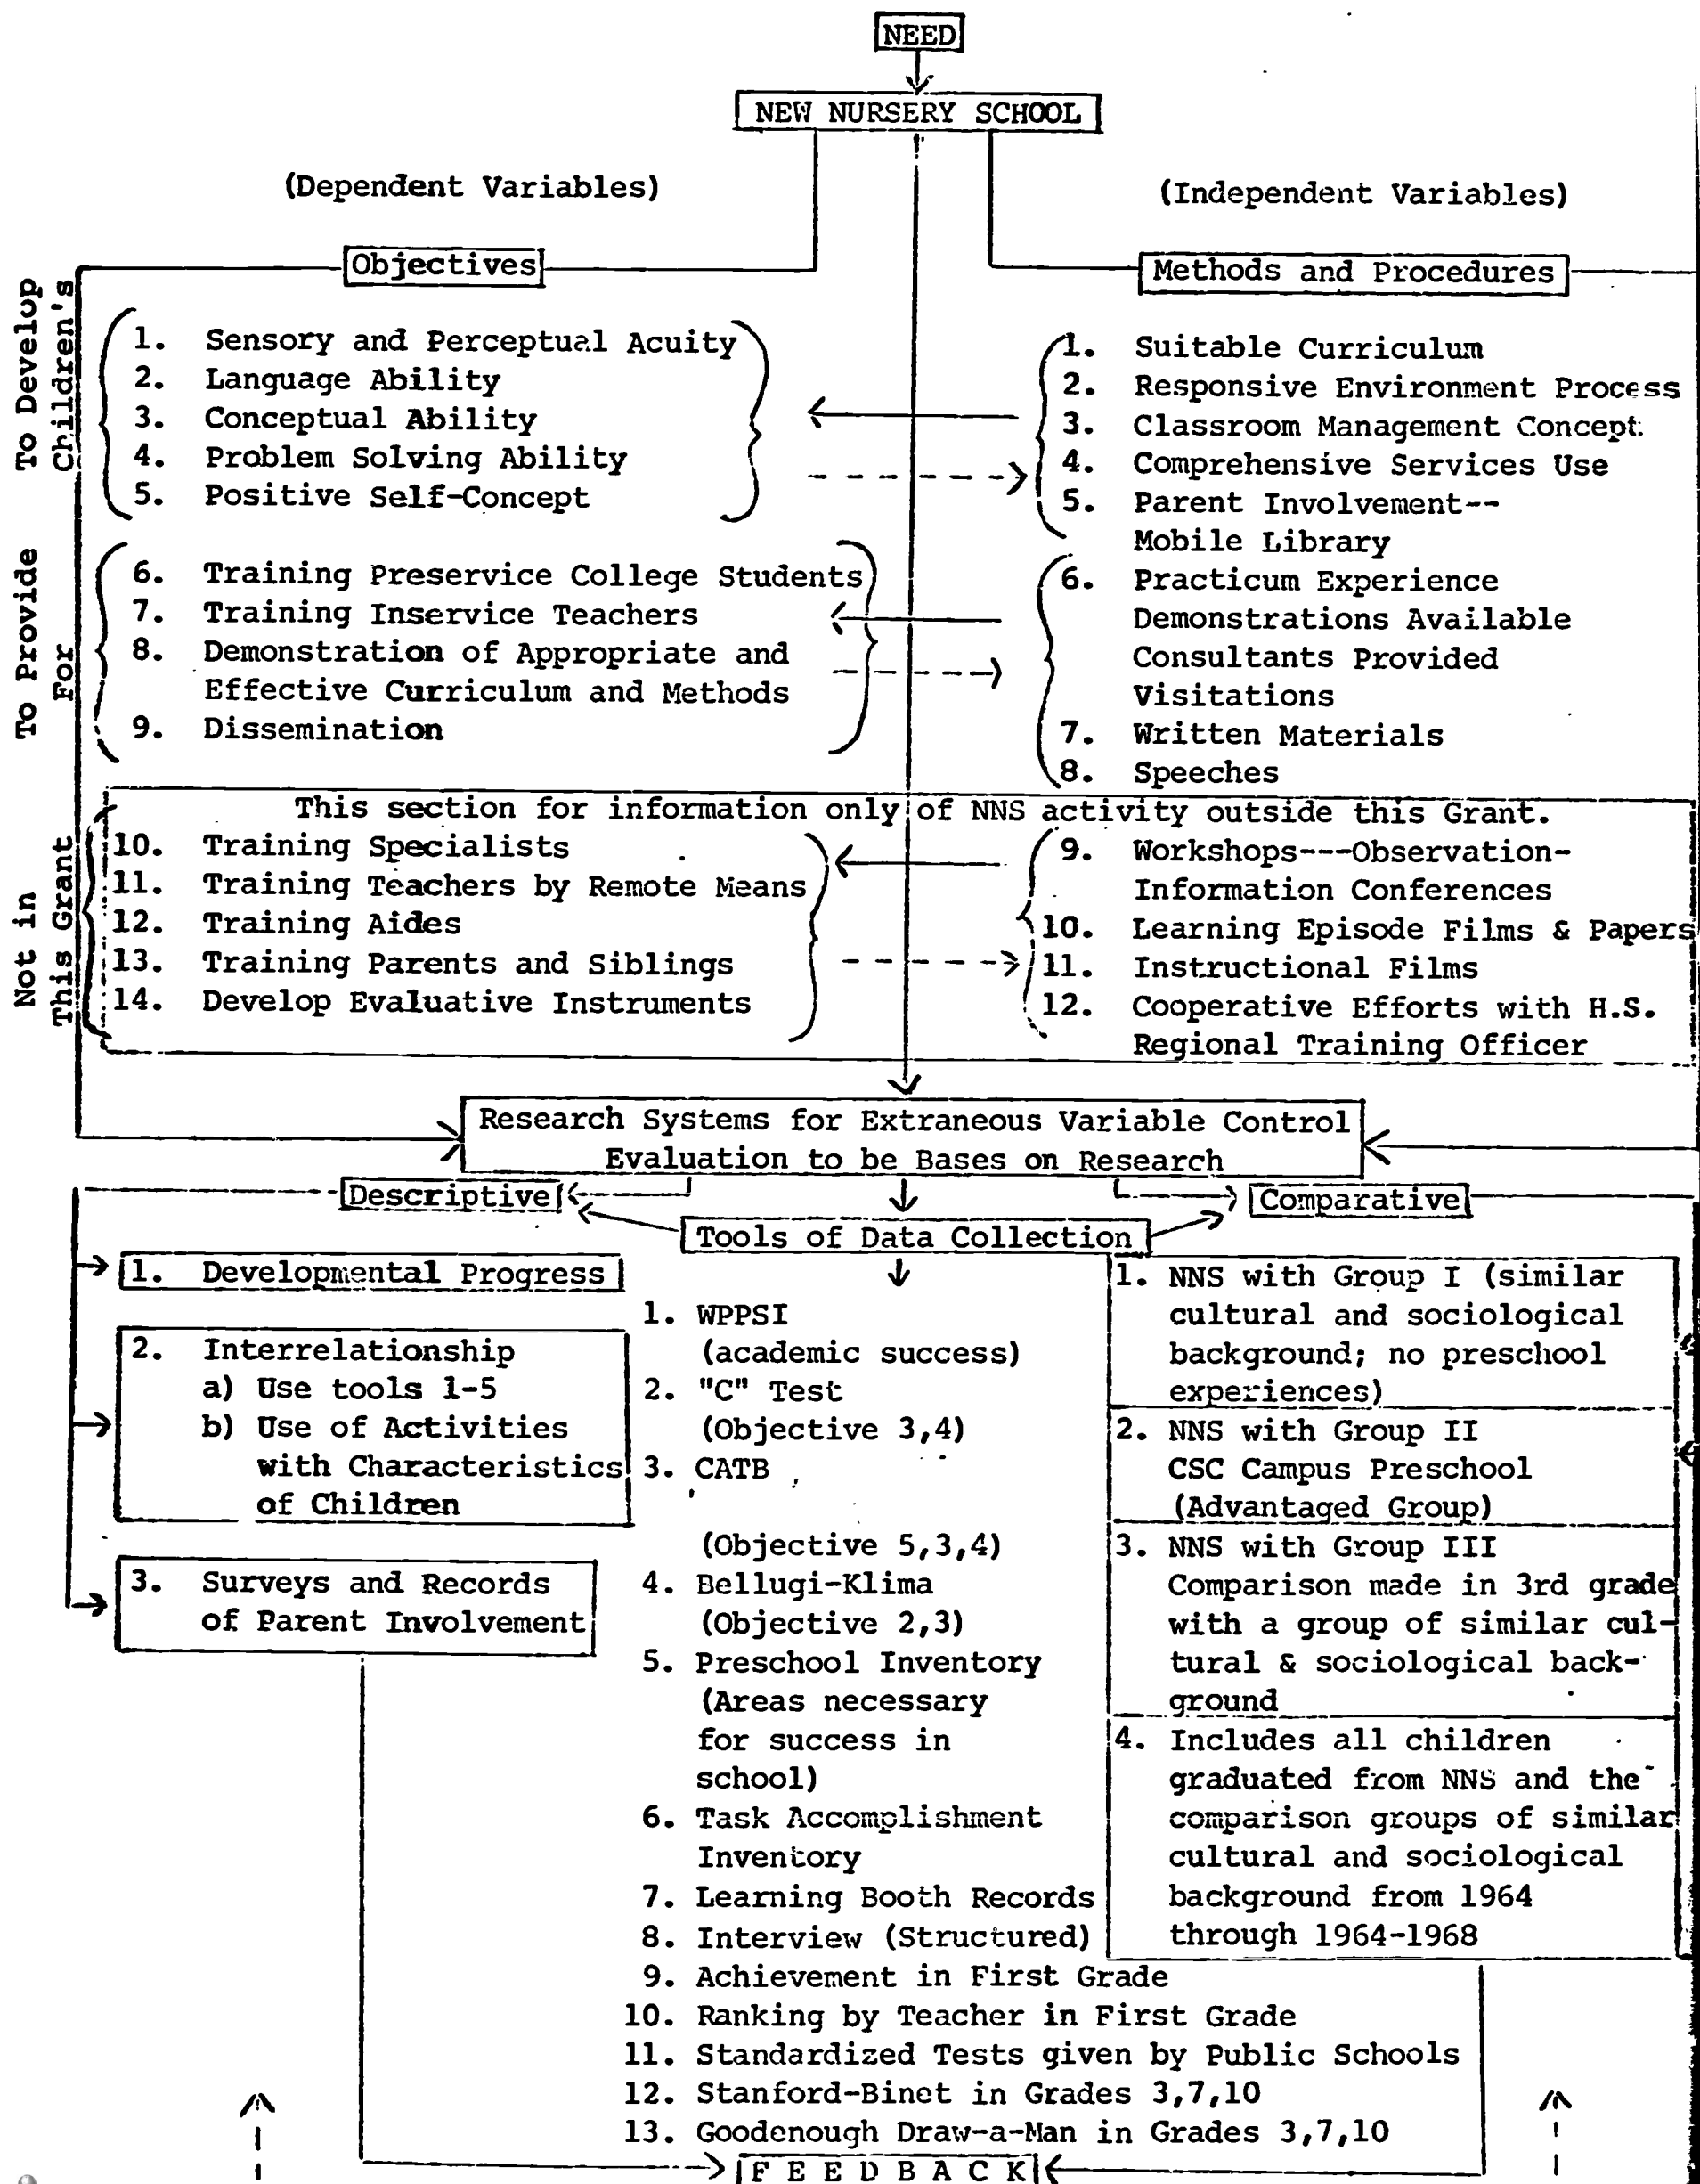 NEED
NEW NURSERY SCHOOL
(Dependent Variables)
(Independent Variables)
Objectives
Methods and Procedures
To Develop
Children's
1. Sensory and Perceptual Acuity
2. Language Ability
3. Conceptual Ability
4. Problem Solving Ability
5. Positive Self-Concept
1. Suitable Curriculum
2. Responsive Environment Process
3. Classroom Management Concept.
4. Comprehensive Services Use
5. Parent Involvement--
Mobile Library
To Provide
For
6. Training Preservice College Students
7. Training Inservice Teachers
8. Demonstration of Appropriate and
Effective Curriculum and Methods
9. Dissemination
6. Practicum Experience
Demonstrations Available
Consultants Provided
Visitations
7. Written Materials
8. Speeches
This section for information only of NNS activity outside this Grant.
Not in
This Grant
10. Training Specialists
11. Training Teachers by Remote Means
12. Training Aides
13. Training Parents and Siblings
14. Develop Evaluative Instruments
9. Workshops---Observation-
Information Conferences
10. Learning Episode Films & Papers
11. Instructional Films
12. Cooperative Efforts with H.S.
Regional Training Officer
Research Systems for Extraneous Variable Control
Evaluation to be Bases on Research
Descriptive
Comparative
Tools of Data Collection
1. Developmental Progress
2. Interrelationship
a) Use tools 1-5
b) Use of Activities
with Characteristics
of Children
3. Surveys and Records
of Parent Involvement
1. WPPSI
(academic success)
2. "C" Test
(Objective 3,4)
3. CATB
(Objective 5,3,4)
4. Bellugi-Klima
(Objective 2,3)
5. Preschool Inventory
(Areas necessary
for success in
school)
6. Task Accomplishment
Inventory
7. Learning Booth Records
8. Interview (Structured)
9. Achievement in First Grade
10. Ranking by Teacher in First Grade
11. Standardized Tests given by Public Schools
12. Stanford-Binet in Grades 3,7,10
13. Goodenough Draw-a-Man in Grades 3,7,10
1. NNS with Group I (similar
cultural and sociological
background; no preschool
experiences)
2. NNS with Group II
CSC Campus Preschool
(Advantaged Group)
3. NNS with Group III
Comparison made in 3rd grade
with a group of similar cul-
tural & sociological back-
ground
4. Includes all children
graduated from NNS and the
comparison groups of similar
cultural and sociological
background from 1964
through 1964-1968
F E E D B A C K